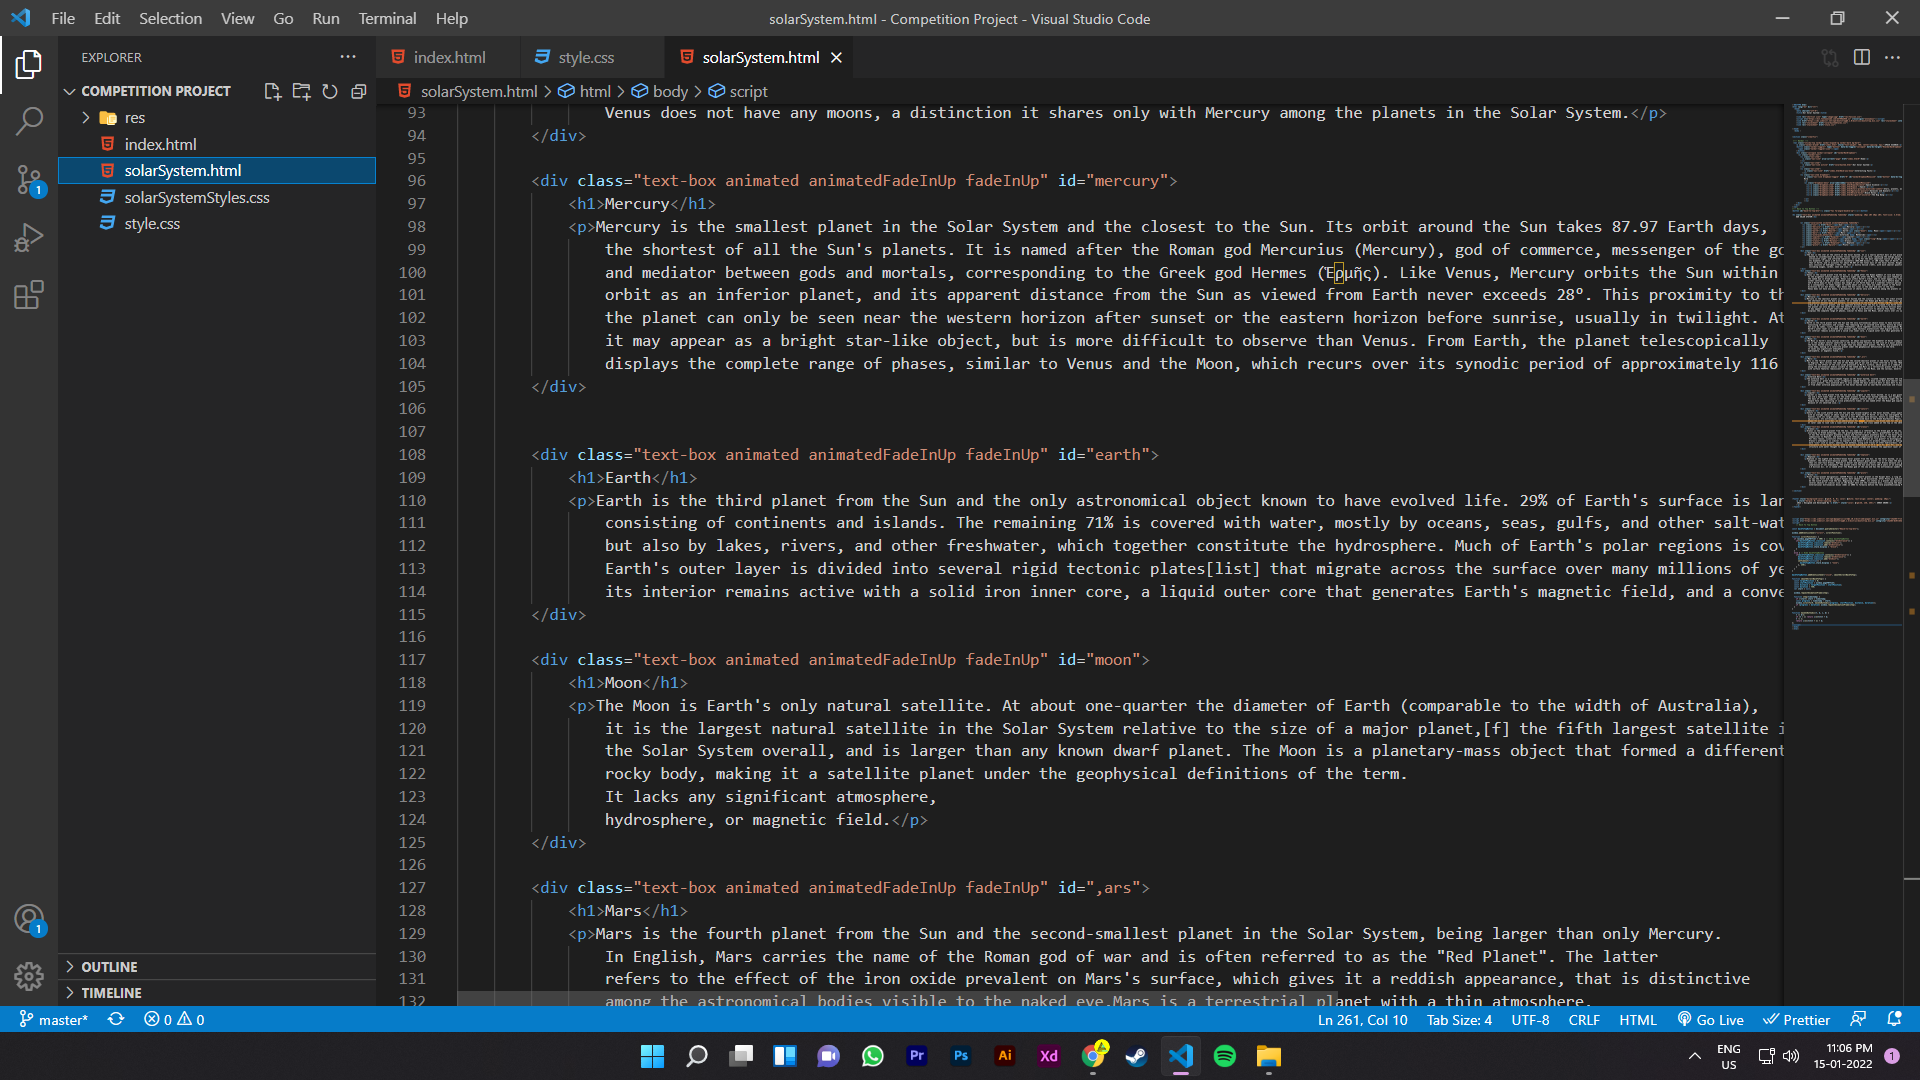 File Edit Selection View Go Run Terminal Help
solarSystem.html - Competition Project - Visual Studio Code
EXPLORER
COMPETITION PROJECT
res
index.html
solarSystem.html
solarSystemStyles.css
style.css
OUTLINE
TIMELINE
1
1
index.html style.css solarSystem.html
solarSystem.html > html > body > script
93 Venus does not have any moons, a distinction it shares only with Mercury among the planets in the Solar System.</p>
94 </div>
95
96 <div class="text-box animated animatedFadeInUp fadeInUp" id="mercury">
97 <h1>Mercury</h1>
98 <p>Mercury is the smallest planet in the Solar System and the closest to the Sun. Its orbit around the Sun takes 87.97 Earth days,
99 the shortest of all the Sun's planets. It is named after the Roman god Mercurius (Mercury), god of commerce, messenger of the go
100 and mediator between gods and mortals, corresponding to the Greek god Hermes (Ἑρμῆς). Like Venus, Mercury orbits the Sun within
101 orbit as an inferior planet, and its apparent distance from the Sun as viewed from Earth never exceeds 28º. This proximity to th
102 the planet can only be seen near the western horizon after sunset or the eastern horizon before sunrise, usually in twilight. At
103 it may appear as a bright star-like object, but is more difficult to observe than Venus. From Earth, the planet telescopically
104 displays the complete range of phases, similar to Venus and the Moon, which recurs over its synodic period of approximately 116
105 </div>
106
107
108 <div class="text-box animated animatedFadeInUp fadeInUp" id="earth">
109 <h1>Earth</h1>
110 <p>Earth is the third planet from the Sun and the only astronomical object known to have evolved life. 29% of Earth's surface is lan
111 consisting of continents and islands. The remaining 71% is covered with water, mostly by oceans, seas, gulfs, and other salt-wat
112 but also by lakes, rivers, and other freshwater, which together constitute the hydrosphere. Much of Earth's polar regions is cov
113 Earth's outer layer is divided into several rigid tectonic plates[list] that migrate across the surface over many millions of ye
114 its interior remains active with a solid iron inner core, a liquid outer core that generates Earth's magnetic field, and a conve
115 </div>
116
117 <div class="text-box animated animatedFadeInUp fadeInUp" id="moon">
118 <h1>Moon</h1>
119 <p>The Moon is Earth's only natural satellite. At about one-quarter the diameter of Earth (comparable to the width of Australia),
120 it is the largest natural satellite in the Solar System relative to the size of a major planet,[f] the fifth largest satellite i
121 the Solar System overall, and is larger than any known dwarf planet. The Moon is a planetary-mass object that formed a different
122 rocky body, making it a satellite planet under the geophysical definitions of the term.
123 It lacks any significant atmosphere,
124 hydrosphere, or magnetic field.</p>
125 </div>
126
127 <div class="text-box animated animatedFadeInUp fadeInUp" id=",ars">
128 <h1>Mars</h1>
129 <p>Mars is the fourth planet from the Sun and the second-smallest planet in the Solar System, being larger than only Mercury.
130 In English, Mars carries the name of the Roman god of war and is often referred to as the "Red Planet". The latter
131 refers to the effect of the iron oxide prevalent on Mars's surface, which gives it a reddish appearance, that is distinctive
132 among the astronomical bodies visible to the naked eye.Mars is a terrestrial planet with a thin atmosphere,
master* 0 0 Ln 261, Col 10 Tab Size: 4 UTF-8 CRLF HTML Go Live Prettier
Pr Ps Ai Xd
ENG
US
11:06 PM
15-01-2022
1